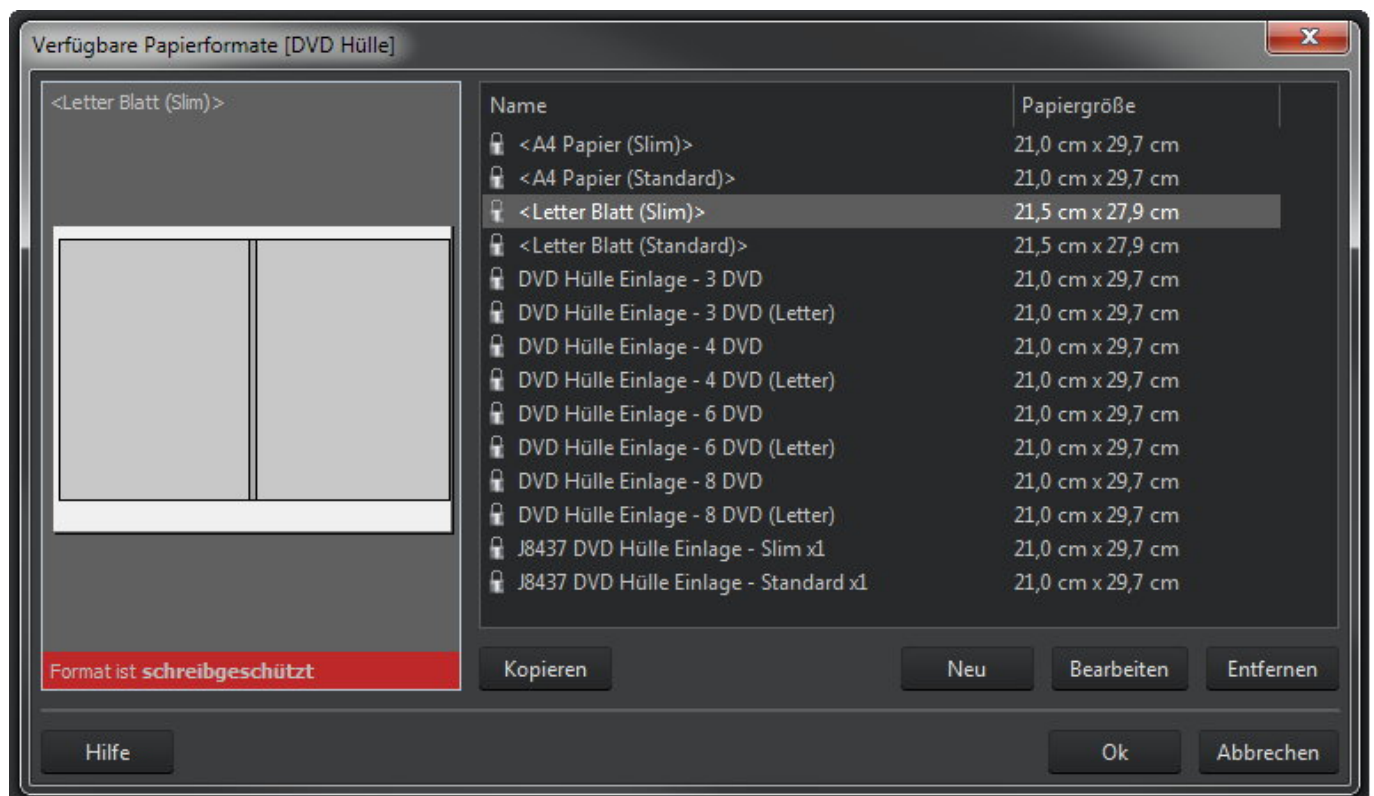 Verfügbare Papierformate [DVD Hülle]
<Letter Blatt (Slim)>
Format ist schreibgeschützt
Name Papiergröße
<A4 Papier (Slim)> 21,0 cm x 29,7 cm
<A4 Papier (Standard)> 21,0 cm x 29,7 cm
<Letter Blatt (Slim)> 21,5 cm x 27,9 cm
<Letter Blatt (Standard)> 21,5 cm x 27,9 cm
DVD Hülle Einlage - 3 DVD 21,0 cm x 29,7 cm
DVD Hülle Einlage - 3 DVD (Letter) 21,0 cm x 29,7 cm
DVD Hülle Einlage - 4 DVD 21,0 cm x 29,7 cm
DVD Hülle Einlage - 4 DVD (Letter) 21,0 cm x 29,7 cm
DVD Hülle Einlage - 6 DVD 21,0 cm x 29,7 cm
DVD Hülle Einlage - 6 DVD (Letter) 21,0 cm x 29,7 cm
DVD Hülle Einlage - 8 DVD 21,0 cm x 29,7 cm
DVD Hülle Einlage - 8 DVD (Letter) 21,0 cm x 29,7 cm
J8437 DVD Hülle Einlage - Slim x1 21,0 cm x 29,7 cm
J8437 DVD Hülle Einlage - Standard x1 21,0 cm x 29,7 cm
Kopieren Neu Bearbeiten Entfernen
Hilfe Ok Abbrechen